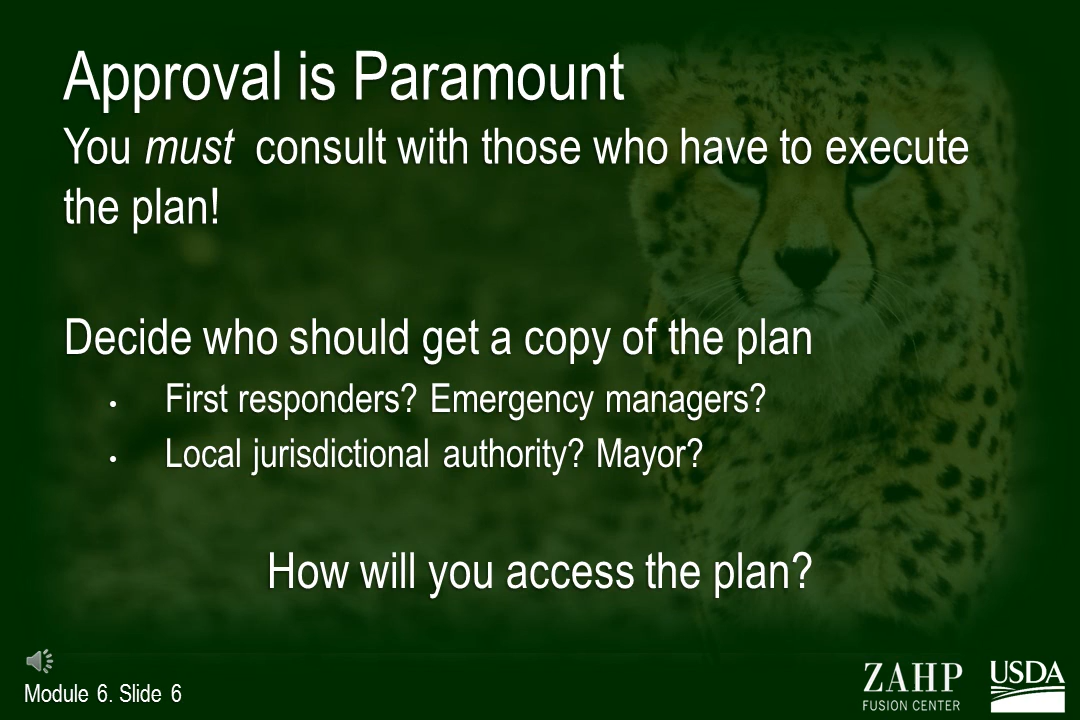 Approval is Paramount
You must consult with those who have to execute
the plan!
Decide who should get a copy of the plan
• First responders? Emergency managers?
• Local jurisdictional authority? Mayor?
How will you access the plan?
Module 6. Slide 6
ZAHP
FUSION CENTER
USDA